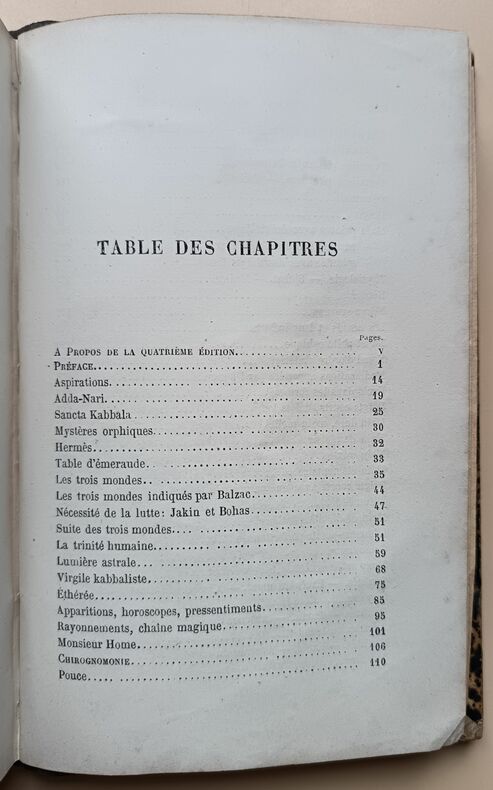 TABLE DES CHAPITRES
Pages.
A PROPOS DE LA QUATRIÈME ÉDITION. V
PRÉFACE. 1
Aspirations. 14
Adda-Nari. 19
Sancta Kabbala 25
Mystères orphiques. 30
Hermès. 32
Table d'émeraude. 33
Les trois mondes. 35
Les trois mondes indiqués par Balzac. 44
Nécessité de la lutte: Jakin et Bohas 47
Suite des trois mondes. 51
La trinité humaine. 51
Lumière astrale 59
Virgile kabbaliste 68
Éthérée 75
Apparitions, horoscopes, pressentiments. 85
Rayonnements, chaîne magique 95
Monsieur Home. 101
CHIROGNOMONIE 106
Pouce 110